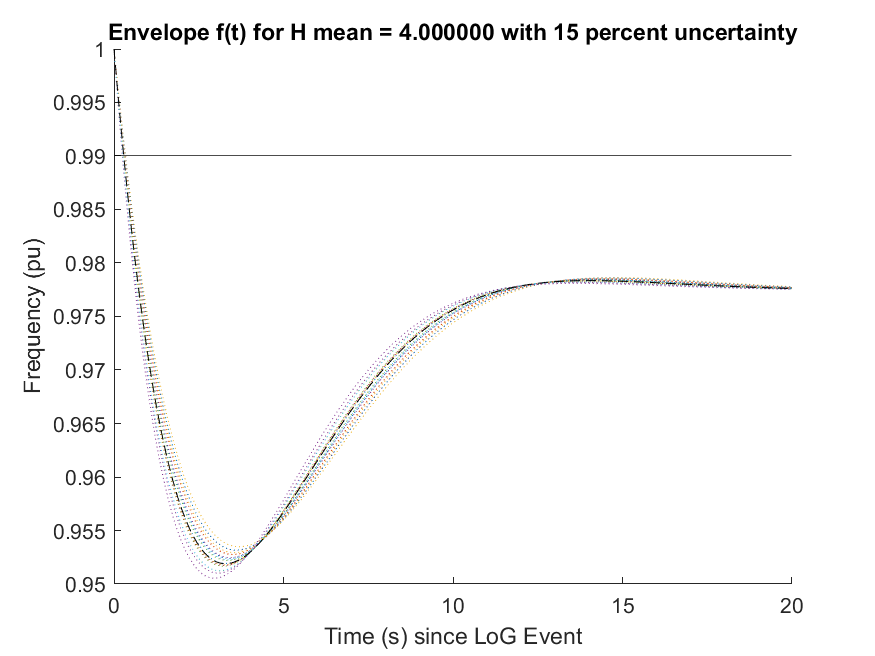 Envelope f(t) for H mean = 4.000000 with 15 percent uncertainty
1
0.995
0.99
0.985
0.98
0.975
0.97
0.965
0.96
0.955
0.95
Frequency (pu)
0 5 10 15 20
Time (s) since LoG Event